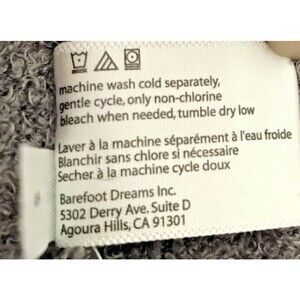 machine wash cold separately,
gentle cycle, only non-chlorine
bleach when needed, tumble dry low
Laver à la machine séparément à l'eau froide
Blanchir sans chlore si nécessaire
Secher à la machine cycle doux
Barefoot Dreams Inc.
5302 Derry Ave. Suite D
Agoura Hills, CA 91301